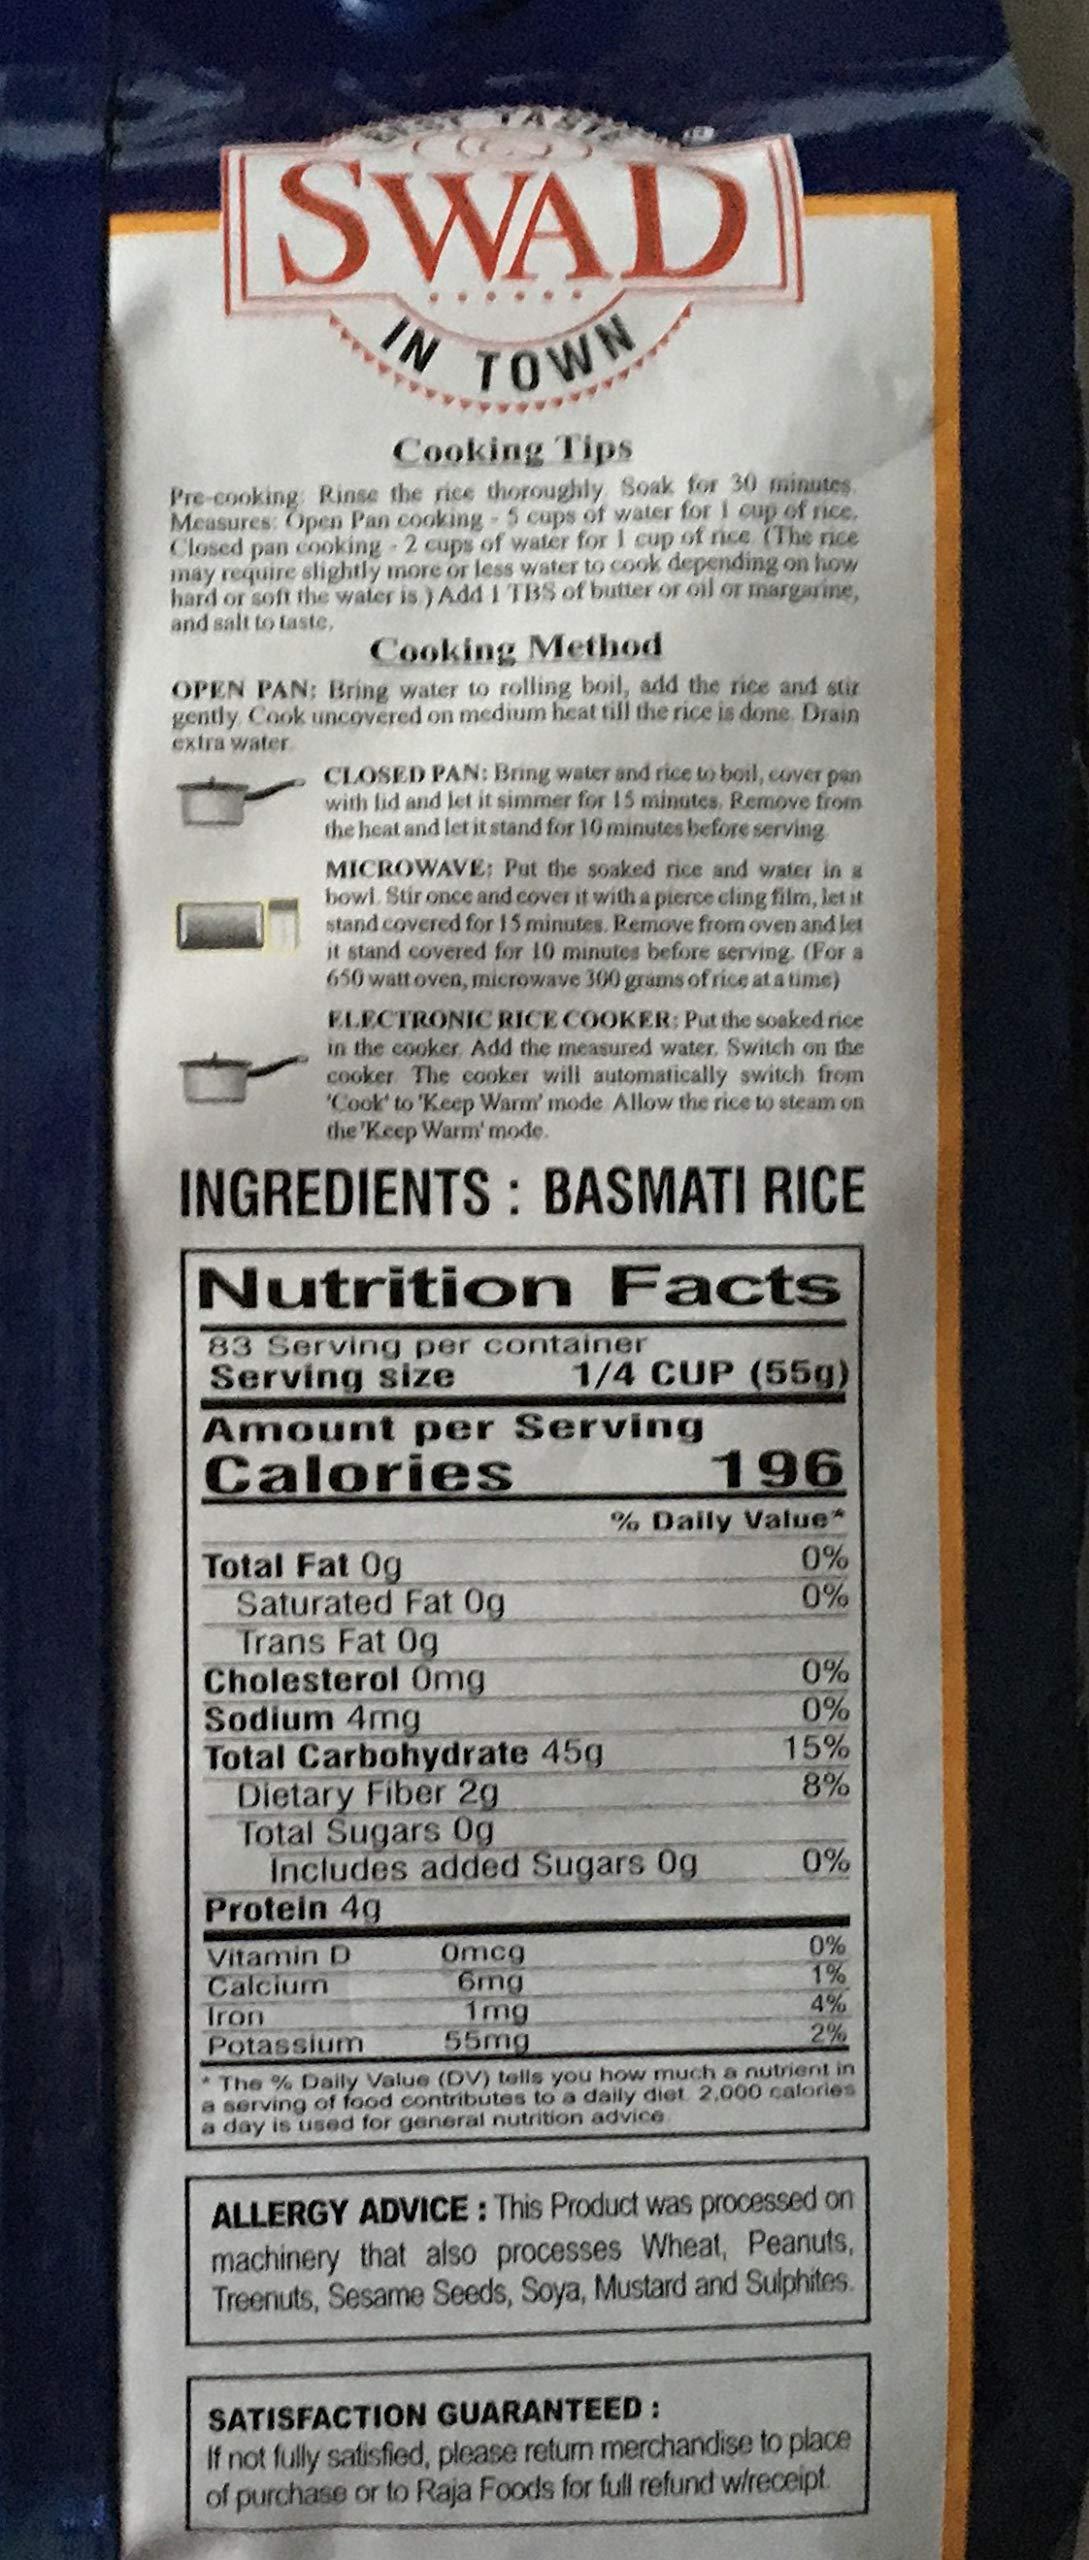 BEST TASTE
SWAD
IN TOWN
Cooking Tips
Pre-cooking: Rinse the rice thoroughly. Soak for 30 minutes.
Measures: Open Pan cooking - 5 cups of water for 1 cup of rice.
Closed pan cooking - 2 cups of water for 1 cup of rice. (The rice
may require slightly more or less water to cook depending on how
hard or soft the water is.) Add 1 TBS of butter or oil or margarine,
and salt to taste.
Cooking Method
OPEN PAN: Bring water to rolling boil, add the rice and stir
gently. Cook uncovered on medium heat till the rice is done. Drain
extra water.
CLOSED PAN: Bring water and rice to boil, cover pan
with lid and let it simmer for 15 minutes. Remove from
the heat and let it stand for 10 minutes before serving.
MICROWAVE: Put the soaked rice and water in a
bowl. Stir once and cover it with a pierce cling film, let it
stand covered for 15 minutes. Remove from oven and let
it stand covered for 10 minutes before serving. (For a
650 watt oven, microwave 300 grams of rice at a time)
ELECTRONIC RICE COOKER: Put the soaked rice
in the cooker. Add the measured water. Switch on the
cooker. The cooker will automatically switch from
'Cook' to 'Keep Warm' mode. Allow the rice to steam on
the 'Keep Warm' mode.
INGREDIENTS : BASMATI RICE
Nutrition Facts
83 Serving per container
Serving size 1/4 CUP (55g)
Amount per Serving
Calories 196
% Daily Value*
Total Fat 0g 0%
Saturated Fat 0g 0%
Trans Fat 0g
Cholesterol 0mg 0%
Sodium 4mg 0%
Total Carbohydrate 45g 15%
Dietary Fiber 2g 8%
Total Sugars 0g
Includes added Sugars 0g 0%
Protein 4g
Vitamin D 0mcg 0%
Calcium 6mg 1%
Iron 1mg 4%
Potassium 55mg 2%
* The % Daily Value (DV) tells you how much a nutrient in
a serving of food contributes to a daily diet. 2,000 calories
a day is used for general nutrition advice.
ALLERGY ADVICE : This Product was processed on
machinery that also processes Wheat, Peanuts,
Treenuts, Sesame Seeds, Soya, Mustard and Sulphites.
SATISFACTION GUARANTEED :
If not fully satisfied, please return merchandise to place
of purchase or to Raja Foods for full refund w/receipt.